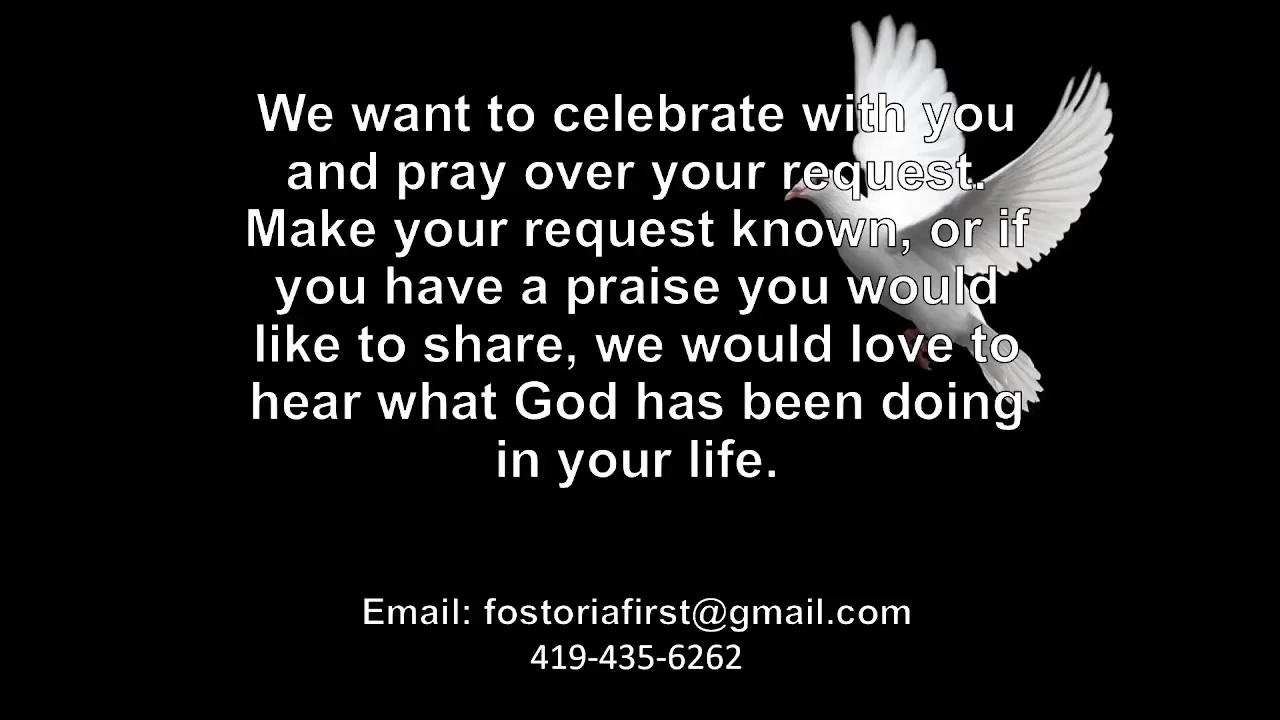 We want to celebrate with you
and pray over your request.
Make your request known, or if
you have a praise you would
like to share, we would love to
hear what God has been doing
in your life.
Email: fostoriafirst@gmail.com
419-435-6262